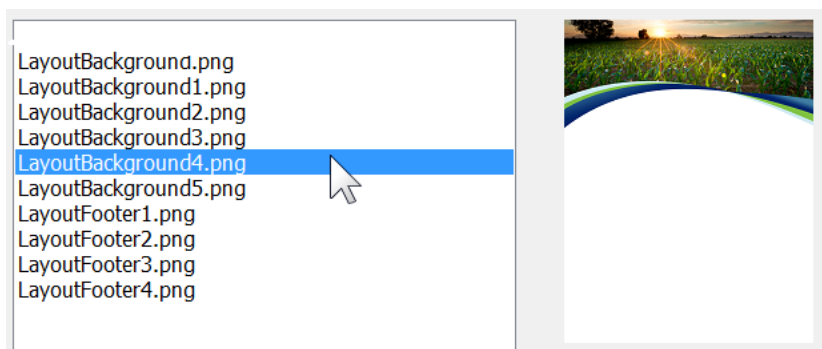 LayoutBackground.png
LayoutBackground1.png
LayoutBackground2.png
LayoutBackground3.png
LayoutBackground4.png
LayoutBackground5.png
LayoutFooter1.png
LayoutFooter2.png
LayoutFooter3.png
LayoutFooter4.png